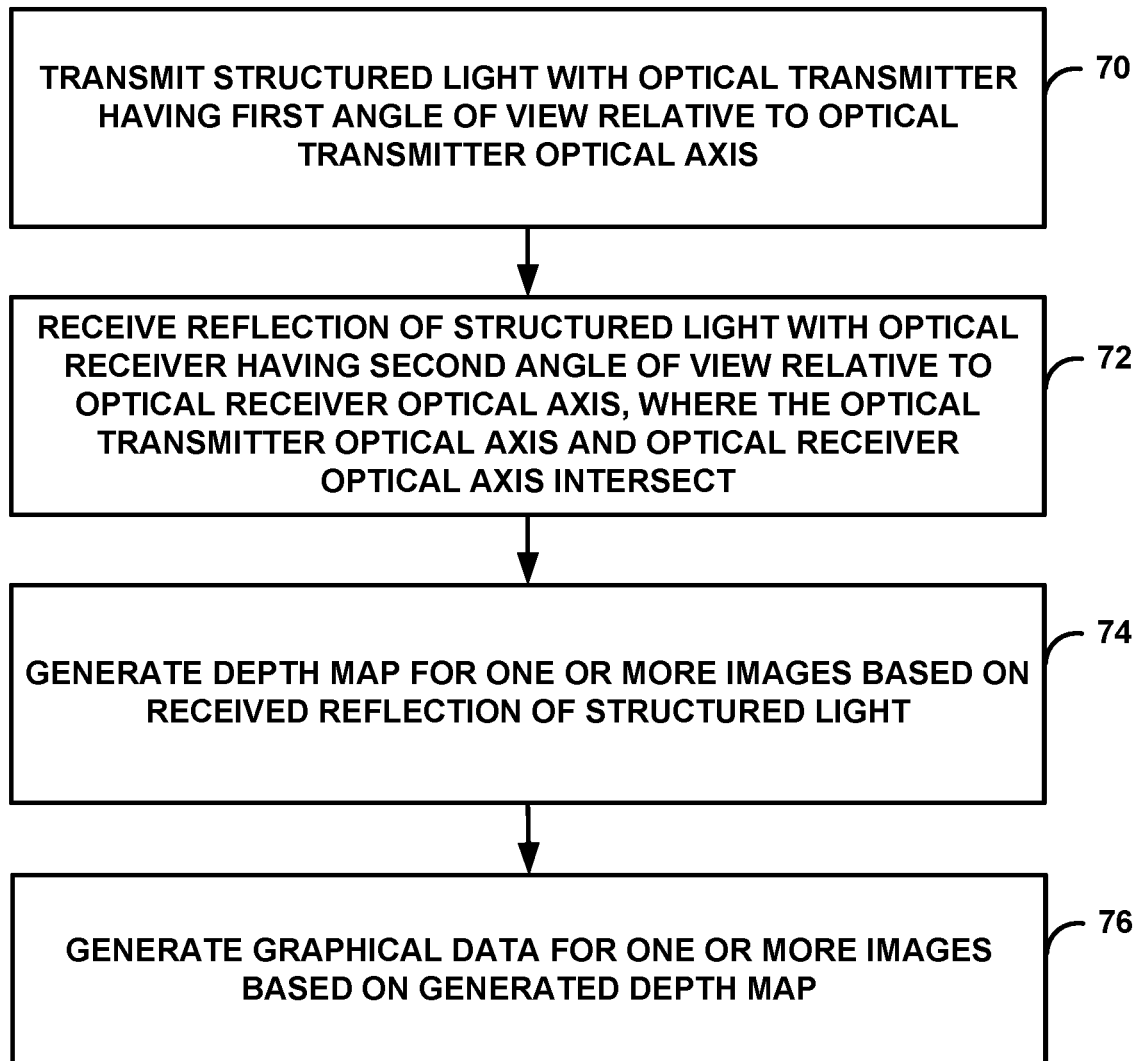 TRANSMIT STRUCTURED LIGHT WITH OPTICAL TRANSMITTER
HAVING FIRST ANGLE OF VIEW RELATIVE TO OPTICAL
TRANSMITTER OPTICAL AXIS
70
RECEIVE REFLECTION OF STRUCTURED LIGHT WITH OPTICAL
RECEIVER HAVING SECOND ANGLE OF VIEW RELATIVE TO
OPTICAL RECEIVER OPTICAL AXIS, WHERE THE OPTICAL
TRANSMITTER OPTICAL AXIS AND OPTICAL RECEIVER
OPTICAL AXIS INTERSECT
72
GENERATE DEPTH MAP FOR ONE OR MORE IMAGES BASED ON
RECEIVED REFLECTION OF STRUCTURED LIGHT
74
GENERATE GRAPHICAL DATA FOR ONE OR MORE IMAGES
BASED ON GENERATED DEPTH MAP
76